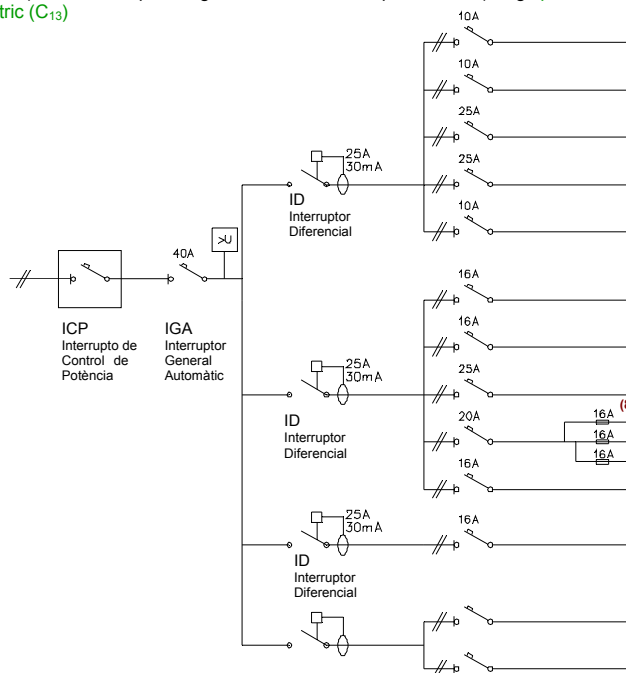 tric (C₁₃)
10A
10A
25A
25A
10A
25A
30mA
ID
Interruptor
Diferencial
40A
ICP
Interrupto de
Control de
Potència
IGA
Interruptor
General
Automàtic
16A
16A
25A
20A
16A
25A
30mA
ID
Interruptor
Diferencial
16A
16A
16A
25A
30mA
16A
ID
Interruptor
Diferencial